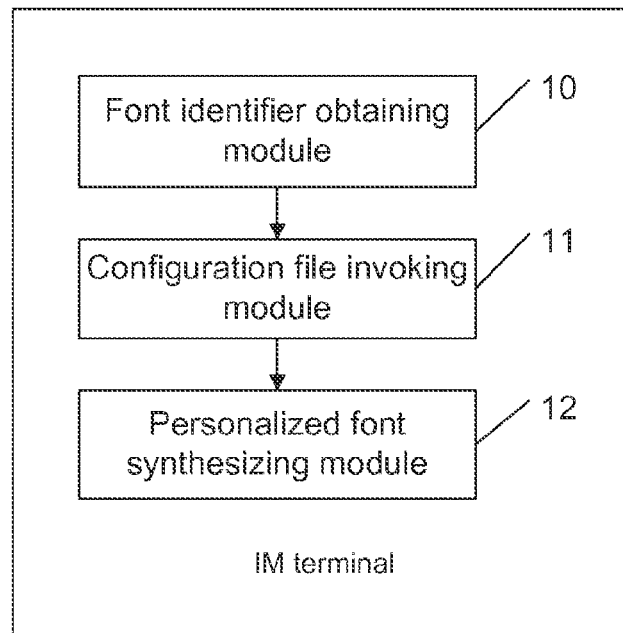 Font identifier obtaining
module
10
Configuration file invoking
module
11
Personalized font
synthesizing module
12
IM terminal